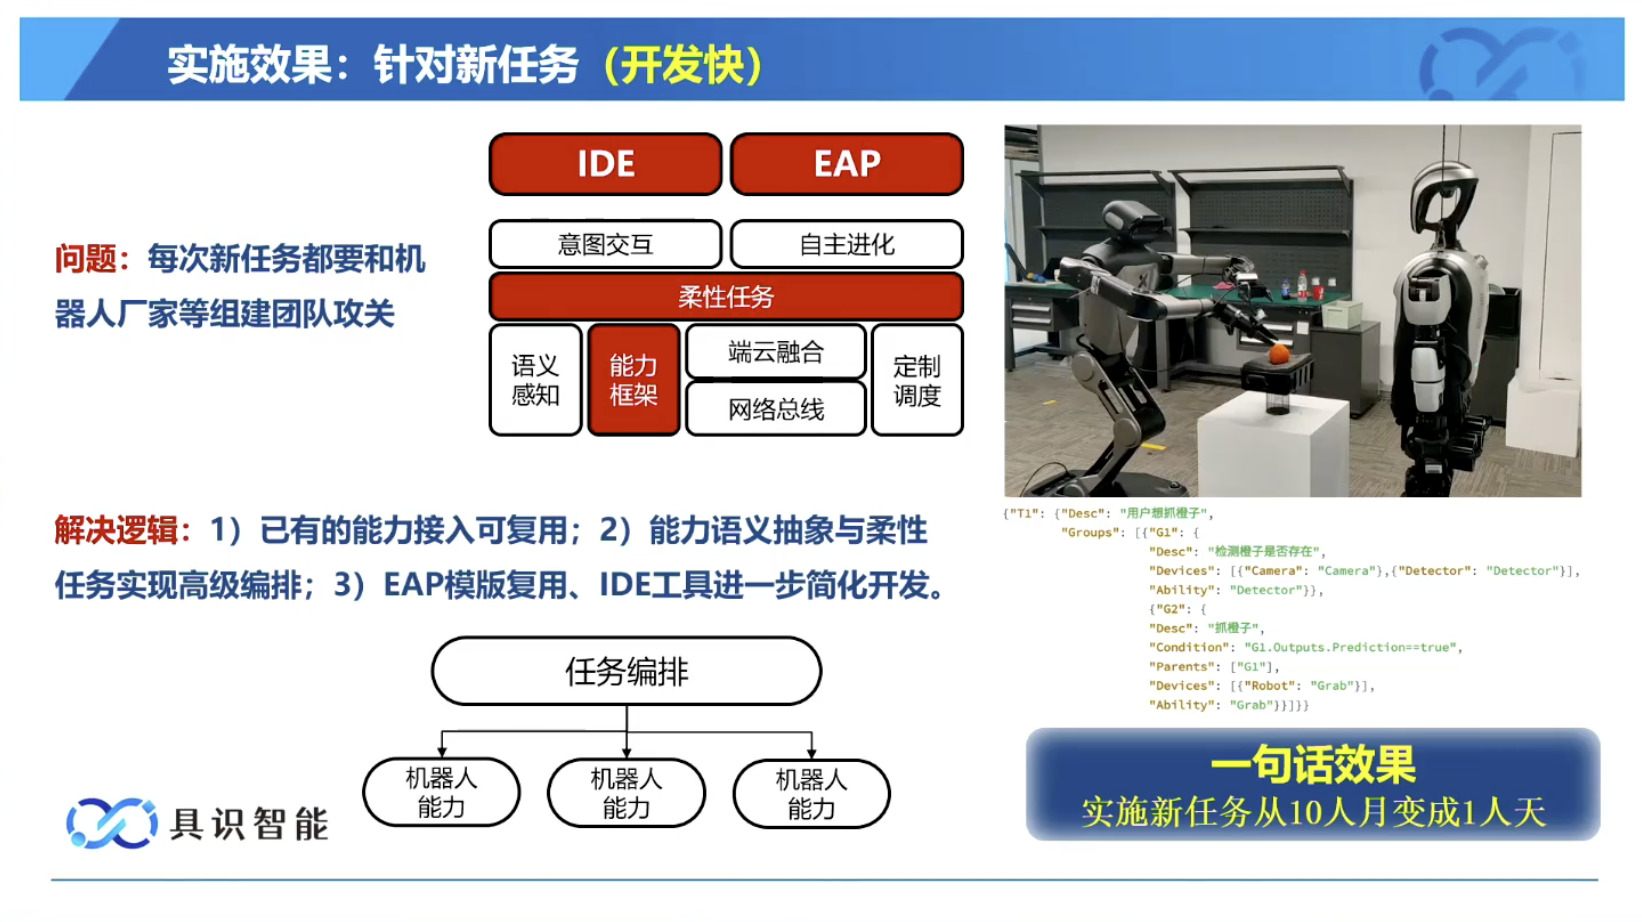 实施效果：针对新任务（开发快）
IDE
EAP
意图交互
自主进化
柔性任务
语义
感知
能力
框架
端云融合
网络总线
定制
调度
问题：每次新任务都要和机
器人厂家等组建团队攻关
解决逻辑：1）已有的能力接入可复用；2）能力语义抽象与柔性
任务实现高级编排；3）EAP模版复用、IDE工具进一步简化开发。
任务编排
机器人
能力
机器人
能力
机器人
能力
{"T1": {"Desc": "用户想抓橙子",
"Groups": [{"G1": {
"Desc": "检测橙子是否存在",
"Devices": [{"Camera": "Camera"},{"Detector": "Detector"}],
"Ability": "Detector"}},
{"G2": {
"Desc": "抓橙子",
"Condition": "G1.Outputs.Prediction==true",
"Parents": ["G1"],
"Devices": [{"Robot": "Grab"}],
"Ability": "Grab"}}]}}
一句话效果
实施新任务从10人月变成1人天
具识智能